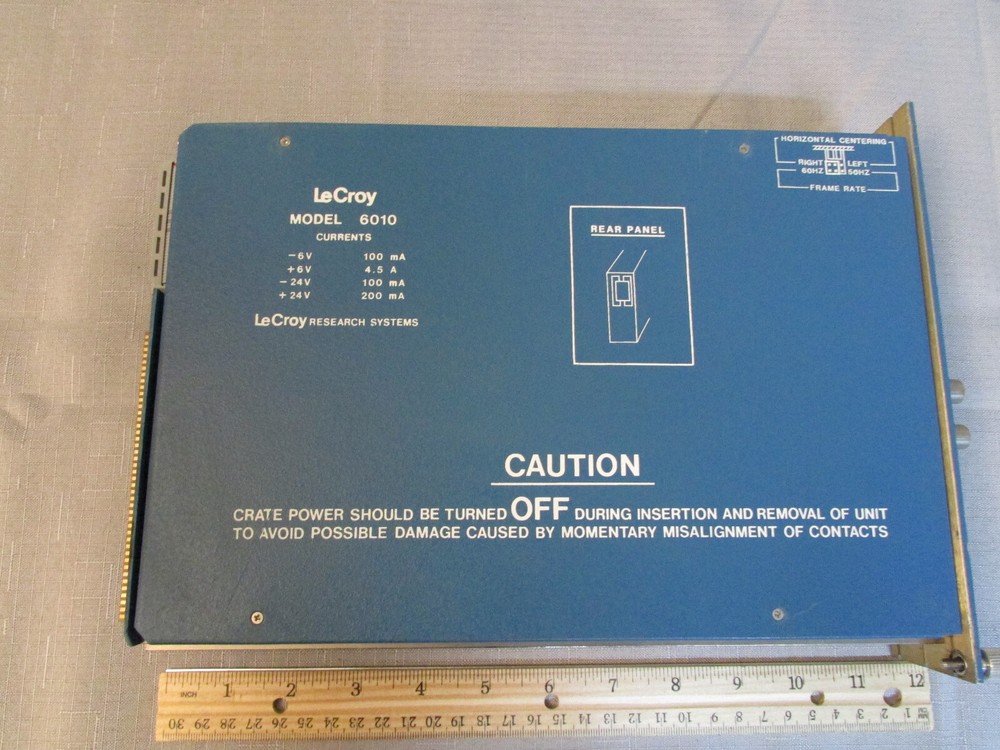 HORIZONTAL CENTERING
RIGHT LEFT
60HZ 50HZ
FRAME RATE
LeCroy
MODEL 6010
CURRENTS
-6V 100 mA
+6V 4.5 A
-24V 100 mA
+24V 200 mA
LeCroy RESEARCH SYSTEMS
REAR PANEL
CAUTION
CRATE POWER SHOULD BE TURNED OFF DURING INSERTION AND REMOVAL OF UNIT
TO AVOID POSSIBLE DAMAGE CAUSED BY MOMENTARY MISALIGNMENT OF CONTACTS
INCH 1 2 3 4 5 6 7 8 9 10 11 12
30 29 28 27 26 25 24 23 22 21 20 19 18 17 16 15 14 13 12 11 10 9 8 7 6 5 4 2 1